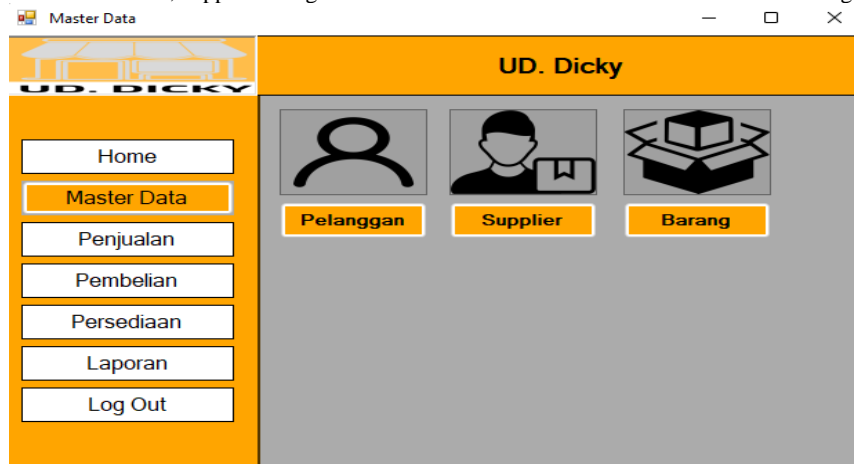 Master Data
UD. DICKY
UD. Dicky
Home
Master Data
Penjualan
Pembelian
Persediaan
Laporan
Log Out
Pelanggan
Supplier
Barang